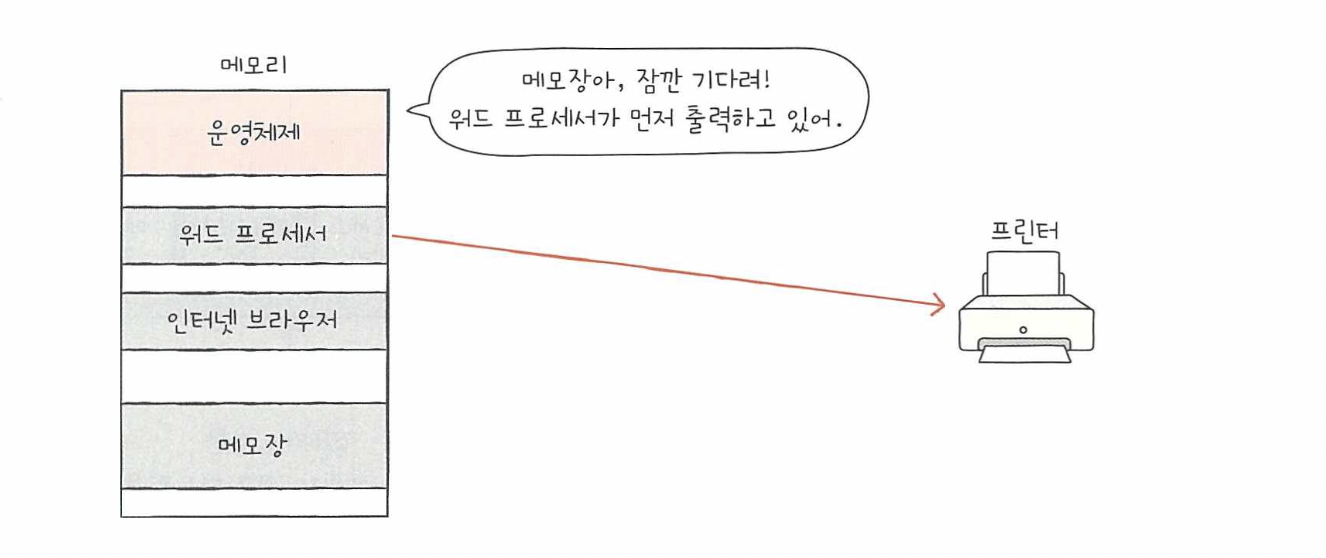 메모리
메모장아, 잠깐 기다려!
워드 프로세서가 먼저 출력하고 있어.
운영체제
워드 프로세서
프린터
인터넷 브라우저
메모장